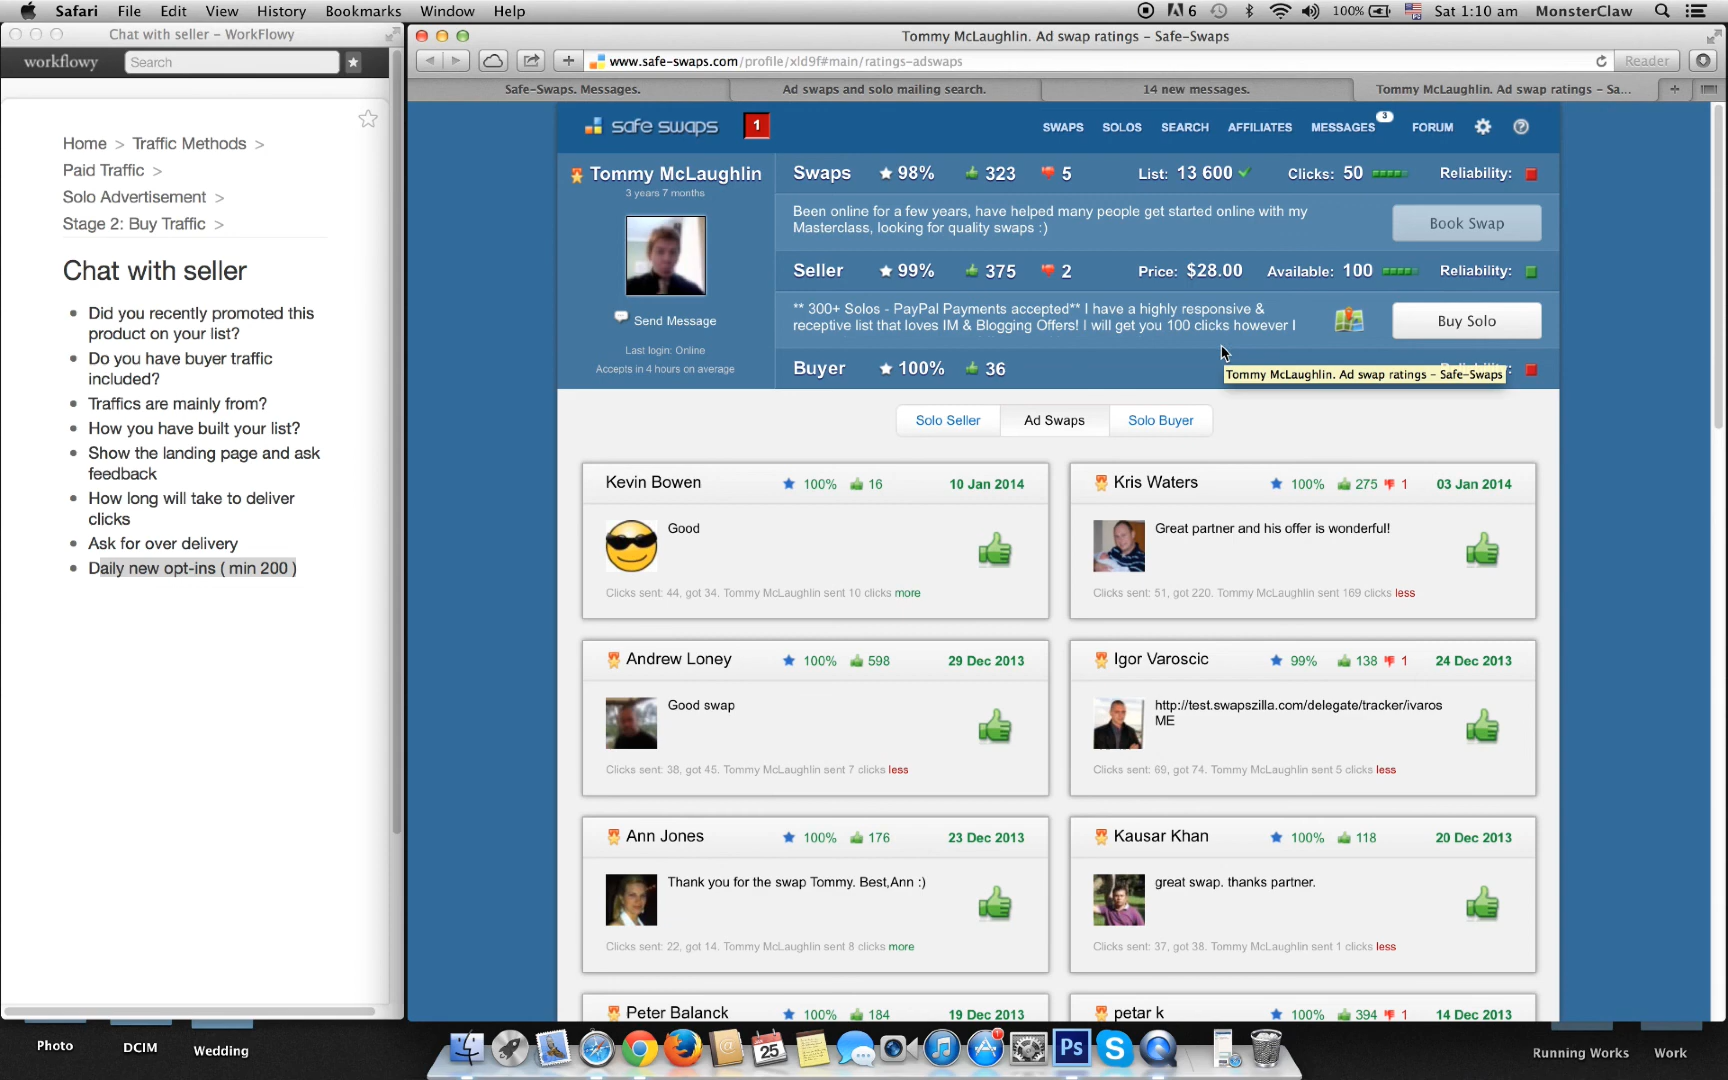 Safari File Edit View History Bookmarks Window Help
6 100% Sat 1:10 am MonsterClaw
Chat with seller – WorkFlowy
workflowy Search
Home > Traffic Methods >
Paid Traffic >
Solo Advertisement >
Stage 2: Buy Traffic >
Chat with seller
Did you recently promoted this
product on your list?
Do you have buyer traffic
included?
Traffics are mainly from?
How you have built your list?
Show the landing page and ask
feedback
How long will take to deliver
clicks
Ask for over delivery
Daily new opt-ins ( min 200 )
Tommy McLaughlin. Ad swap ratings – Safe-Swaps
www.safe-swaps.com/profile/xld9f#main/ratings-adswaps
Reader
Safe-Swaps. Messages.
Ad swaps and solo mailing search.
14 new messages.
Tommy McLaughlin. Ad swap ratings – Sa...
safe swaps 1
SWAPS SOLOS SEARCH AFFILIATES MESSAGES 3 FORUM
Tommy McLaughlin
3 years 7 months
Send Message
Last login: Online
Accepts in 4 hours on average
Swaps 98% 323 5 List: 13 600 Clicks: 50 Reliability:
Been online for a few years, have helped many people get started online with my
Masterclass, looking for quality swaps :)
Book Swap
Seller 99% 375 2 Price: $28.00 Available: 100 Reliability:
** 300+ Solos - PayPal Payments accepted** I have a highly responsive &
receptive list that loves IM & Blogging Offers! I will get you 100 clicks however I
Buy Solo
Buyer 100% 36
Tommy McLaughlin. Ad swap ratings – Safe-Swaps
Solo Seller Ad Swaps Solo Buyer
Kevin Bowen 100% 16 10 Jan 2014
Good
Clicks sent: 44, got 34. Tommy McLaughlin sent 10 clicks more
Kris Waters 100% 275 1 03 Jan 2014
Great partner and his offer is wonderful!
Clicks sent: 51, got 220. Tommy McLaughlin sent 169 clicks less
Andrew Loney 100% 598 29 Dec 2013
Good swap
Clicks sent: 38, got 45. Tommy McLaughlin sent 7 clicks less
Igor Varoscic 99% 138 1 24 Dec 2013
http://test.swapszilla.com/delegate/tracker/ivaros
ME
Clicks sent: 69, got 74. Tommy McLaughlin sent 5 clicks less
Ann Jones 100% 176 23 Dec 2013
Thank you for the swap Tommy. Best,Ann :)
Clicks sent: 22, got 14. Tommy McLaughlin sent 8 clicks more
Kausar Khan 100% 118 20 Dec 2013
great swap. thanks partner.
Clicks sent: 37, got 38. Tommy McLaughlin sent 1 clicks less
Peter Balanck 100% 184 19 Dec 2013
petar k 100% 394 1 14 Dec 2013
Photo
DCIM
Wedding
25
Ps
Running Works
Work